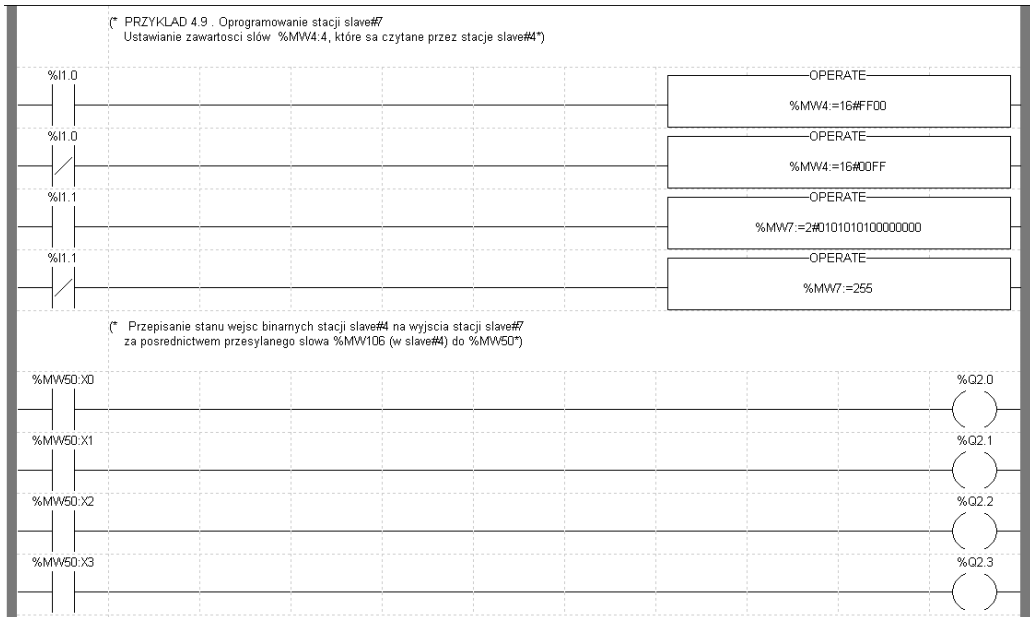 (* PRZYKLAD 4.9 . Oprogramowanie stacji slave#7
Ustawianie zawartosci slów %MW4:4, które sa czytane przez stacje slave#4*)
%I1.0
OPERATE
%MW4:=16#FF00
%I1.0
OPERATE
%MW4:=16#00FF
%I1.1
OPERATE
%MW7:=2#0101010100000000
%I1.1
OPERATE
%MW7:=255
(* Przepisanie stanu wejsc binarnych stacji slave#4 na wyjscia stacji slave#7
za posrednictwem przesylanego slowa %MW106 (w slave#4) do %MW50*)
%MW50:X0 %Q2.0
%MW50:X1 %Q2.1
%MW50:X2 %Q2.2
%MW50:X3 %Q2.3